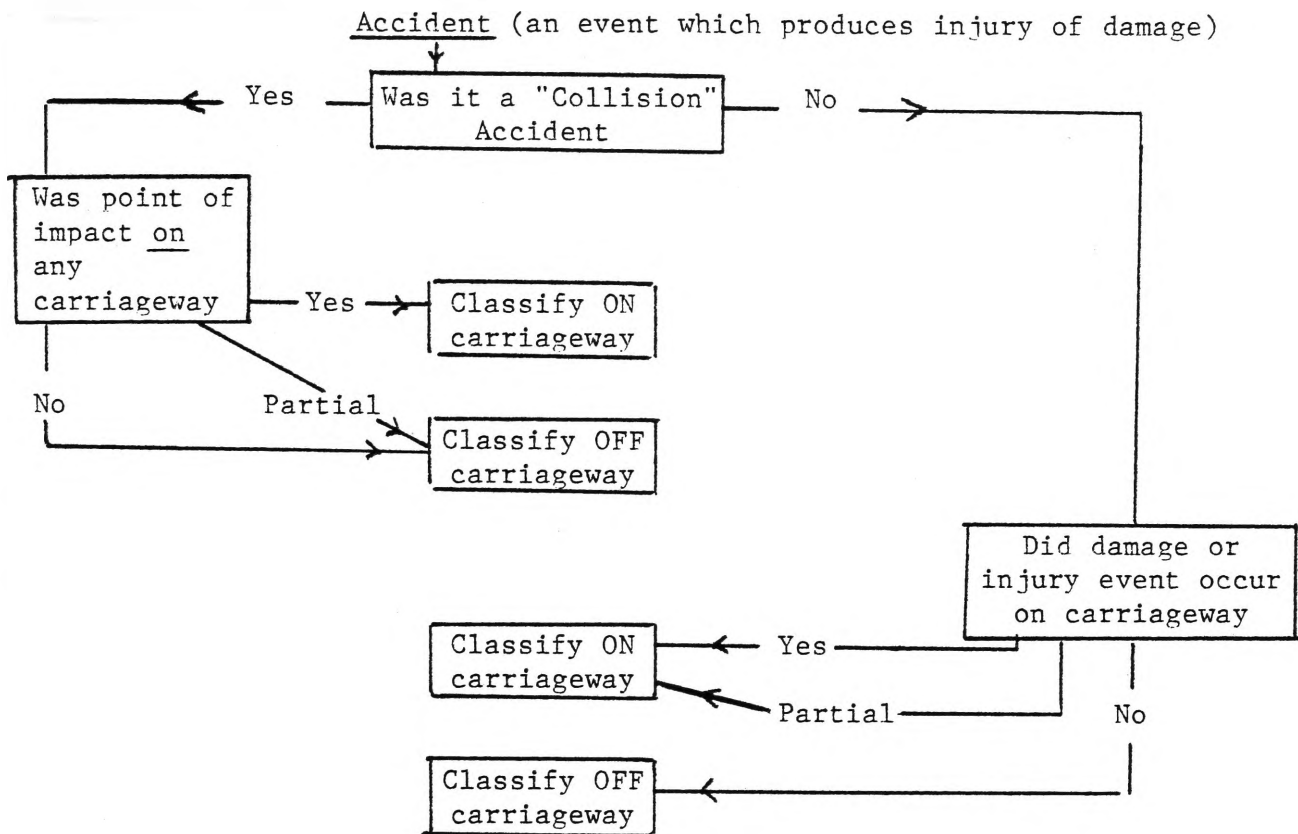 Accident (an event which produces injury of damage)
Was it a "Collision"
Accident
Yes
No
Was point of
impact on
any
carriageway
Yes
Classify ON
carriageway
No
Partial
Classify OFF
carriageway
Did damage or
injury event occur
on carriageway
Classify ON
carriageway
Yes
Partial
No
Classify OFF
carriageway